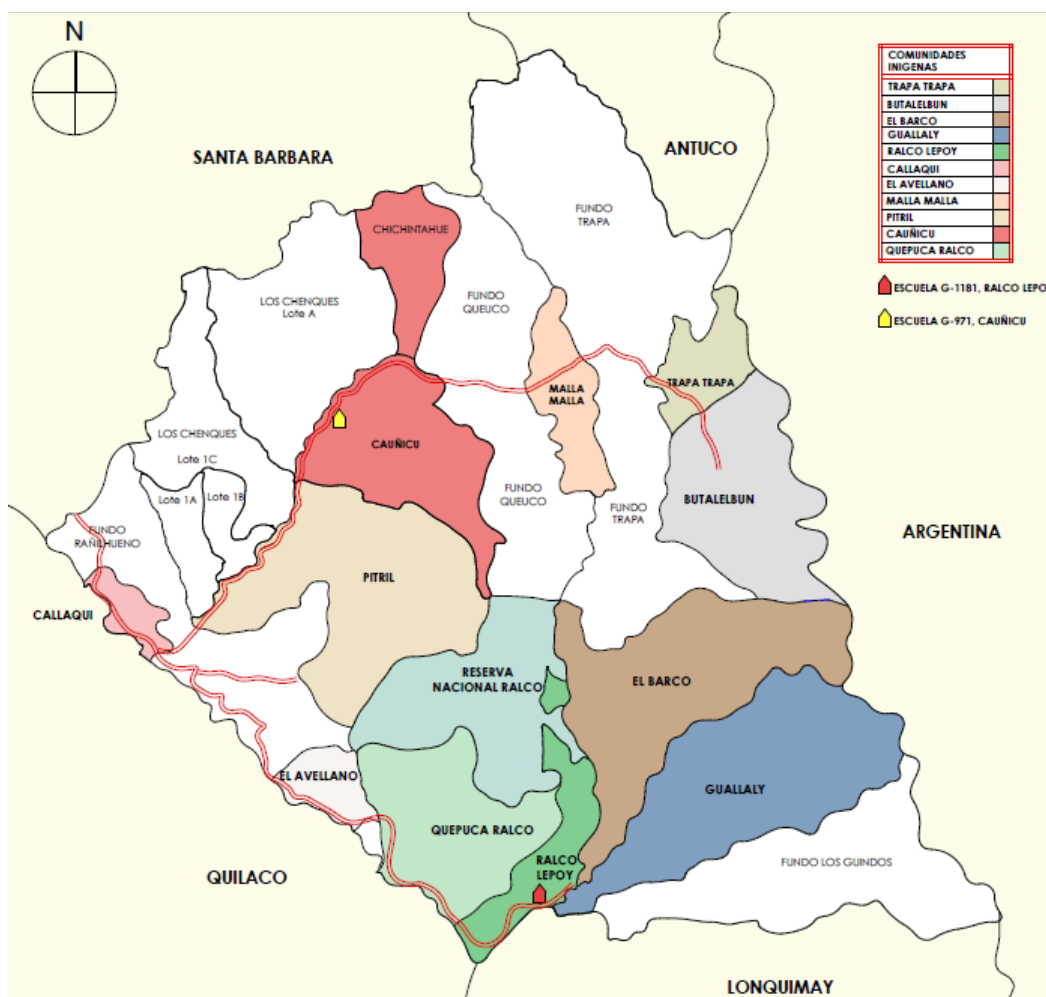 N
COMUNIDADES
INIGENAS
TRAPA TRAPA
BUTALELBUN
EL BARCO
GUALLALY
RALCO LEPOY
CALLAQUI
EL AVELLANO
MALLA MALLA
PITRIL
CAUÑICU
QUEPUCA RALCO
ESCUELA G-1181, RALCO LEPO
ESCUELA G-971, CAUÑICU
SANTA BARBARA
ANTUCO
FUNDO
TRAPA
CHICHINTAHUE
LOS CHENQUES
Lote A
FUNDO
QUEUCO
MALLA
MALLA
TRAPA TRAPA
CAUÑICU
LOS CHENQUES
Lote 1C
Lote 1A
Lote 1B
FUNDO
QUEUCO
FUNDO
TRAPA
BUTALELBUN
FUNDO
RAÑILHUENO
ARGENTINA
PITRIL
CALLAQUI
RESERVA
NACIONAL RALCO
EL BARCO
EL AVELLANO
GUALLALY
QUEPUCA RALCO
RALCO
LEPOY
FUNDO LOS GUINDOS
QUILACO
LONQUIMAY